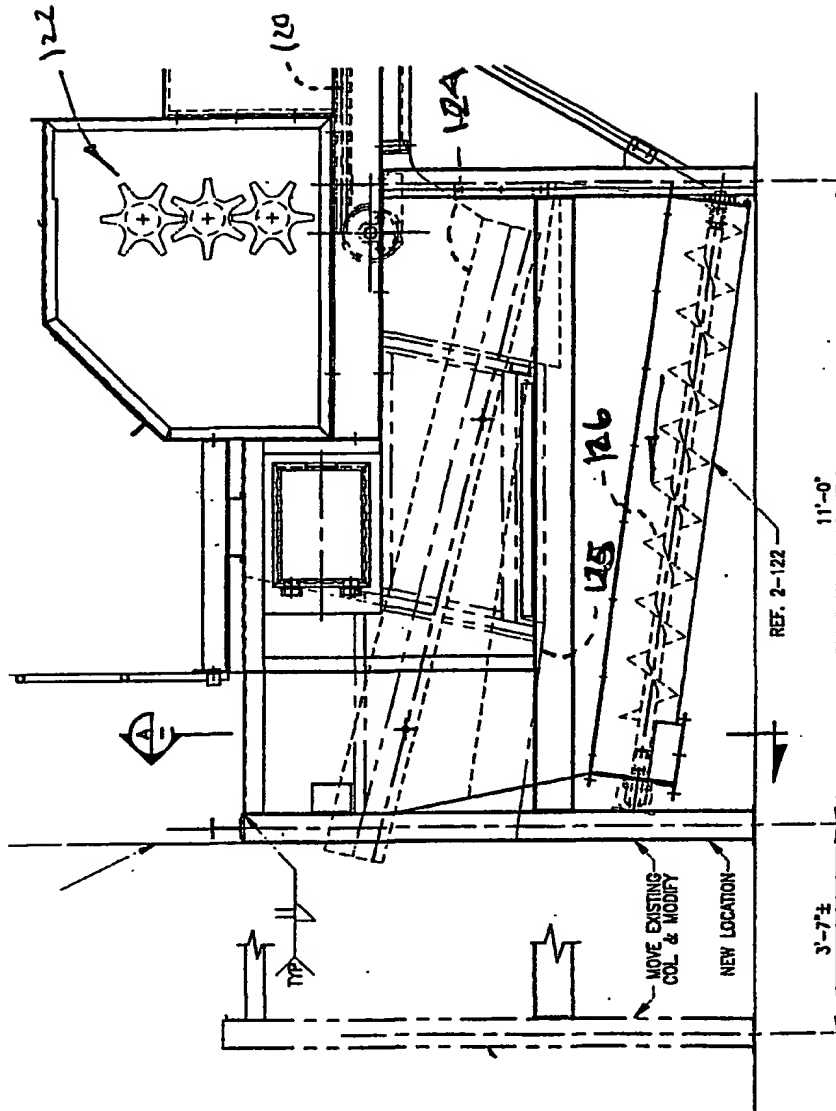 122
120
124
A
125
126
TYP
REF. 2-122
MOVE EXISTING
COL. & MODIFY
NEW LOCATION
11'-0"
3'-7"±